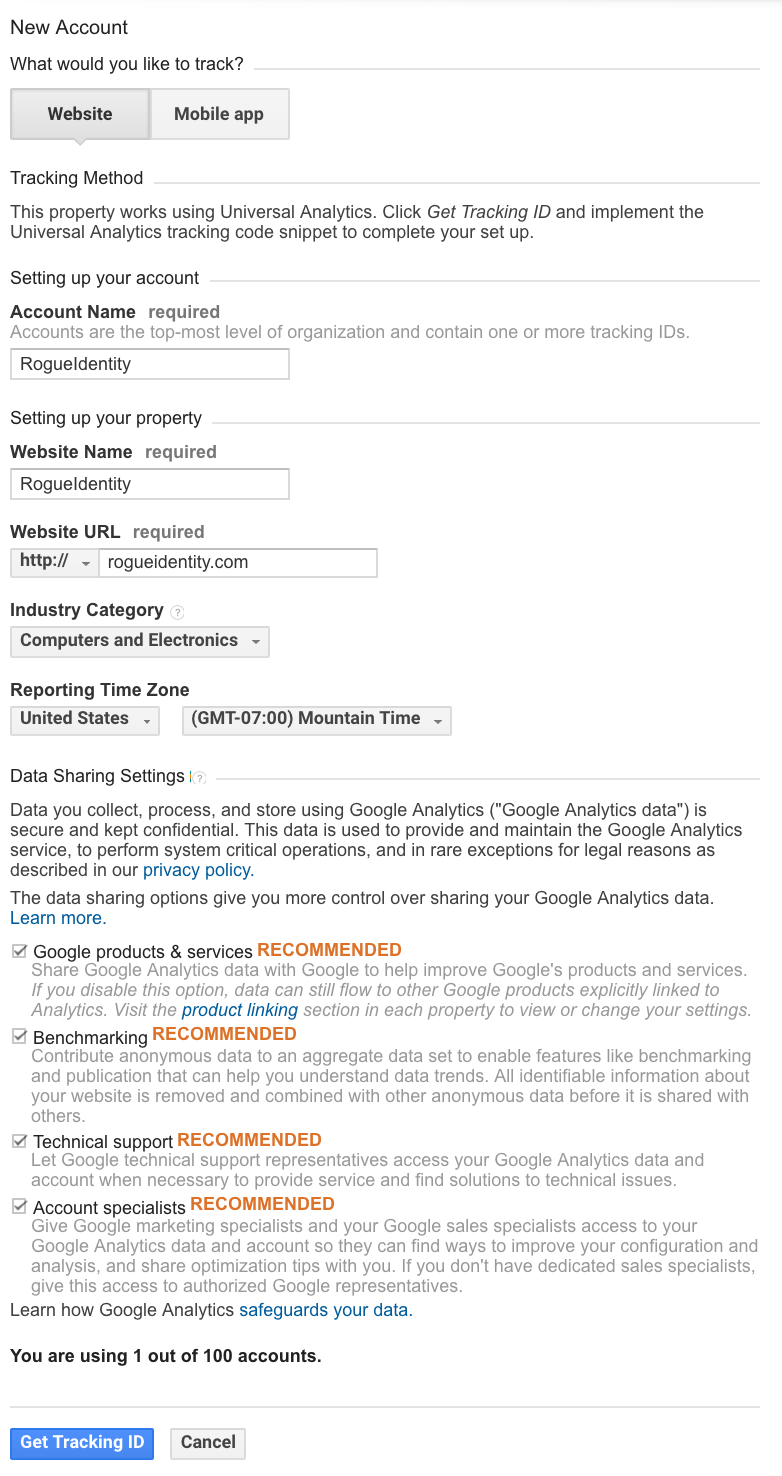 New Account
What would you like to track?
Website Mobile app
Tracking Method
This property works using Universal Analytics. Click Get Tracking ID and implement the
Universal Analytics tracking code snippet to complete your set up.
Setting up your account
Account Name required
Accounts are the top-most level of organization and contain one or more tracking IDs.
RogueIdentity
Setting up your property
Website Name required
RogueIdentity
Website URL required
http:// rogueidentity.com
Industry Category ?
Computers and Electronics
Reporting Time Zone
United States (GMT-07:00) Mountain Time
Data Sharing Settings ?
Data you collect, process, and store using Google Analytics ("Google Analytics data") is
secure and kept confidential. This data is used to provide and maintain the Google Analytics
service, to perform system critical operations, and in rare exceptions for legal reasons as
described in our privacy policy.
The data sharing options give you more control over sharing your Google Analytics data.
Learn more.
Google products & services RECOMMENDED
Share Google Analytics data with Google to help improve Google's products and services.
If you disable this option, data can still flow to other Google products explicitly linked to
Analytics. Visit the product linking section in each property to view or change your settings.
Benchmarking RECOMMENDED
Contribute anonymous data to an aggregate data set to enable features like benchmarking
and publication that can help you understand data trends. All identifiable information about
your website is removed and combined with other anonymous data before it is shared with
others.
Technical support RECOMMENDED
Let Google technical support representatives access your Google Analytics data and
account when necessary to provide service and find solutions to technical issues.
Account specialists RECOMMENDED
Give Google marketing specialists and your Google sales specialists access to your
Google Analytics data and account so they can find ways to improve your configuration and
analysis, and share optimization tips with you. If you don't have dedicated sales specialists,
give this access to authorized Google representatives.
Learn how Google Analytics safeguards your data.
You are using 1 out of 100 accounts.
Get Tracking ID Cancel